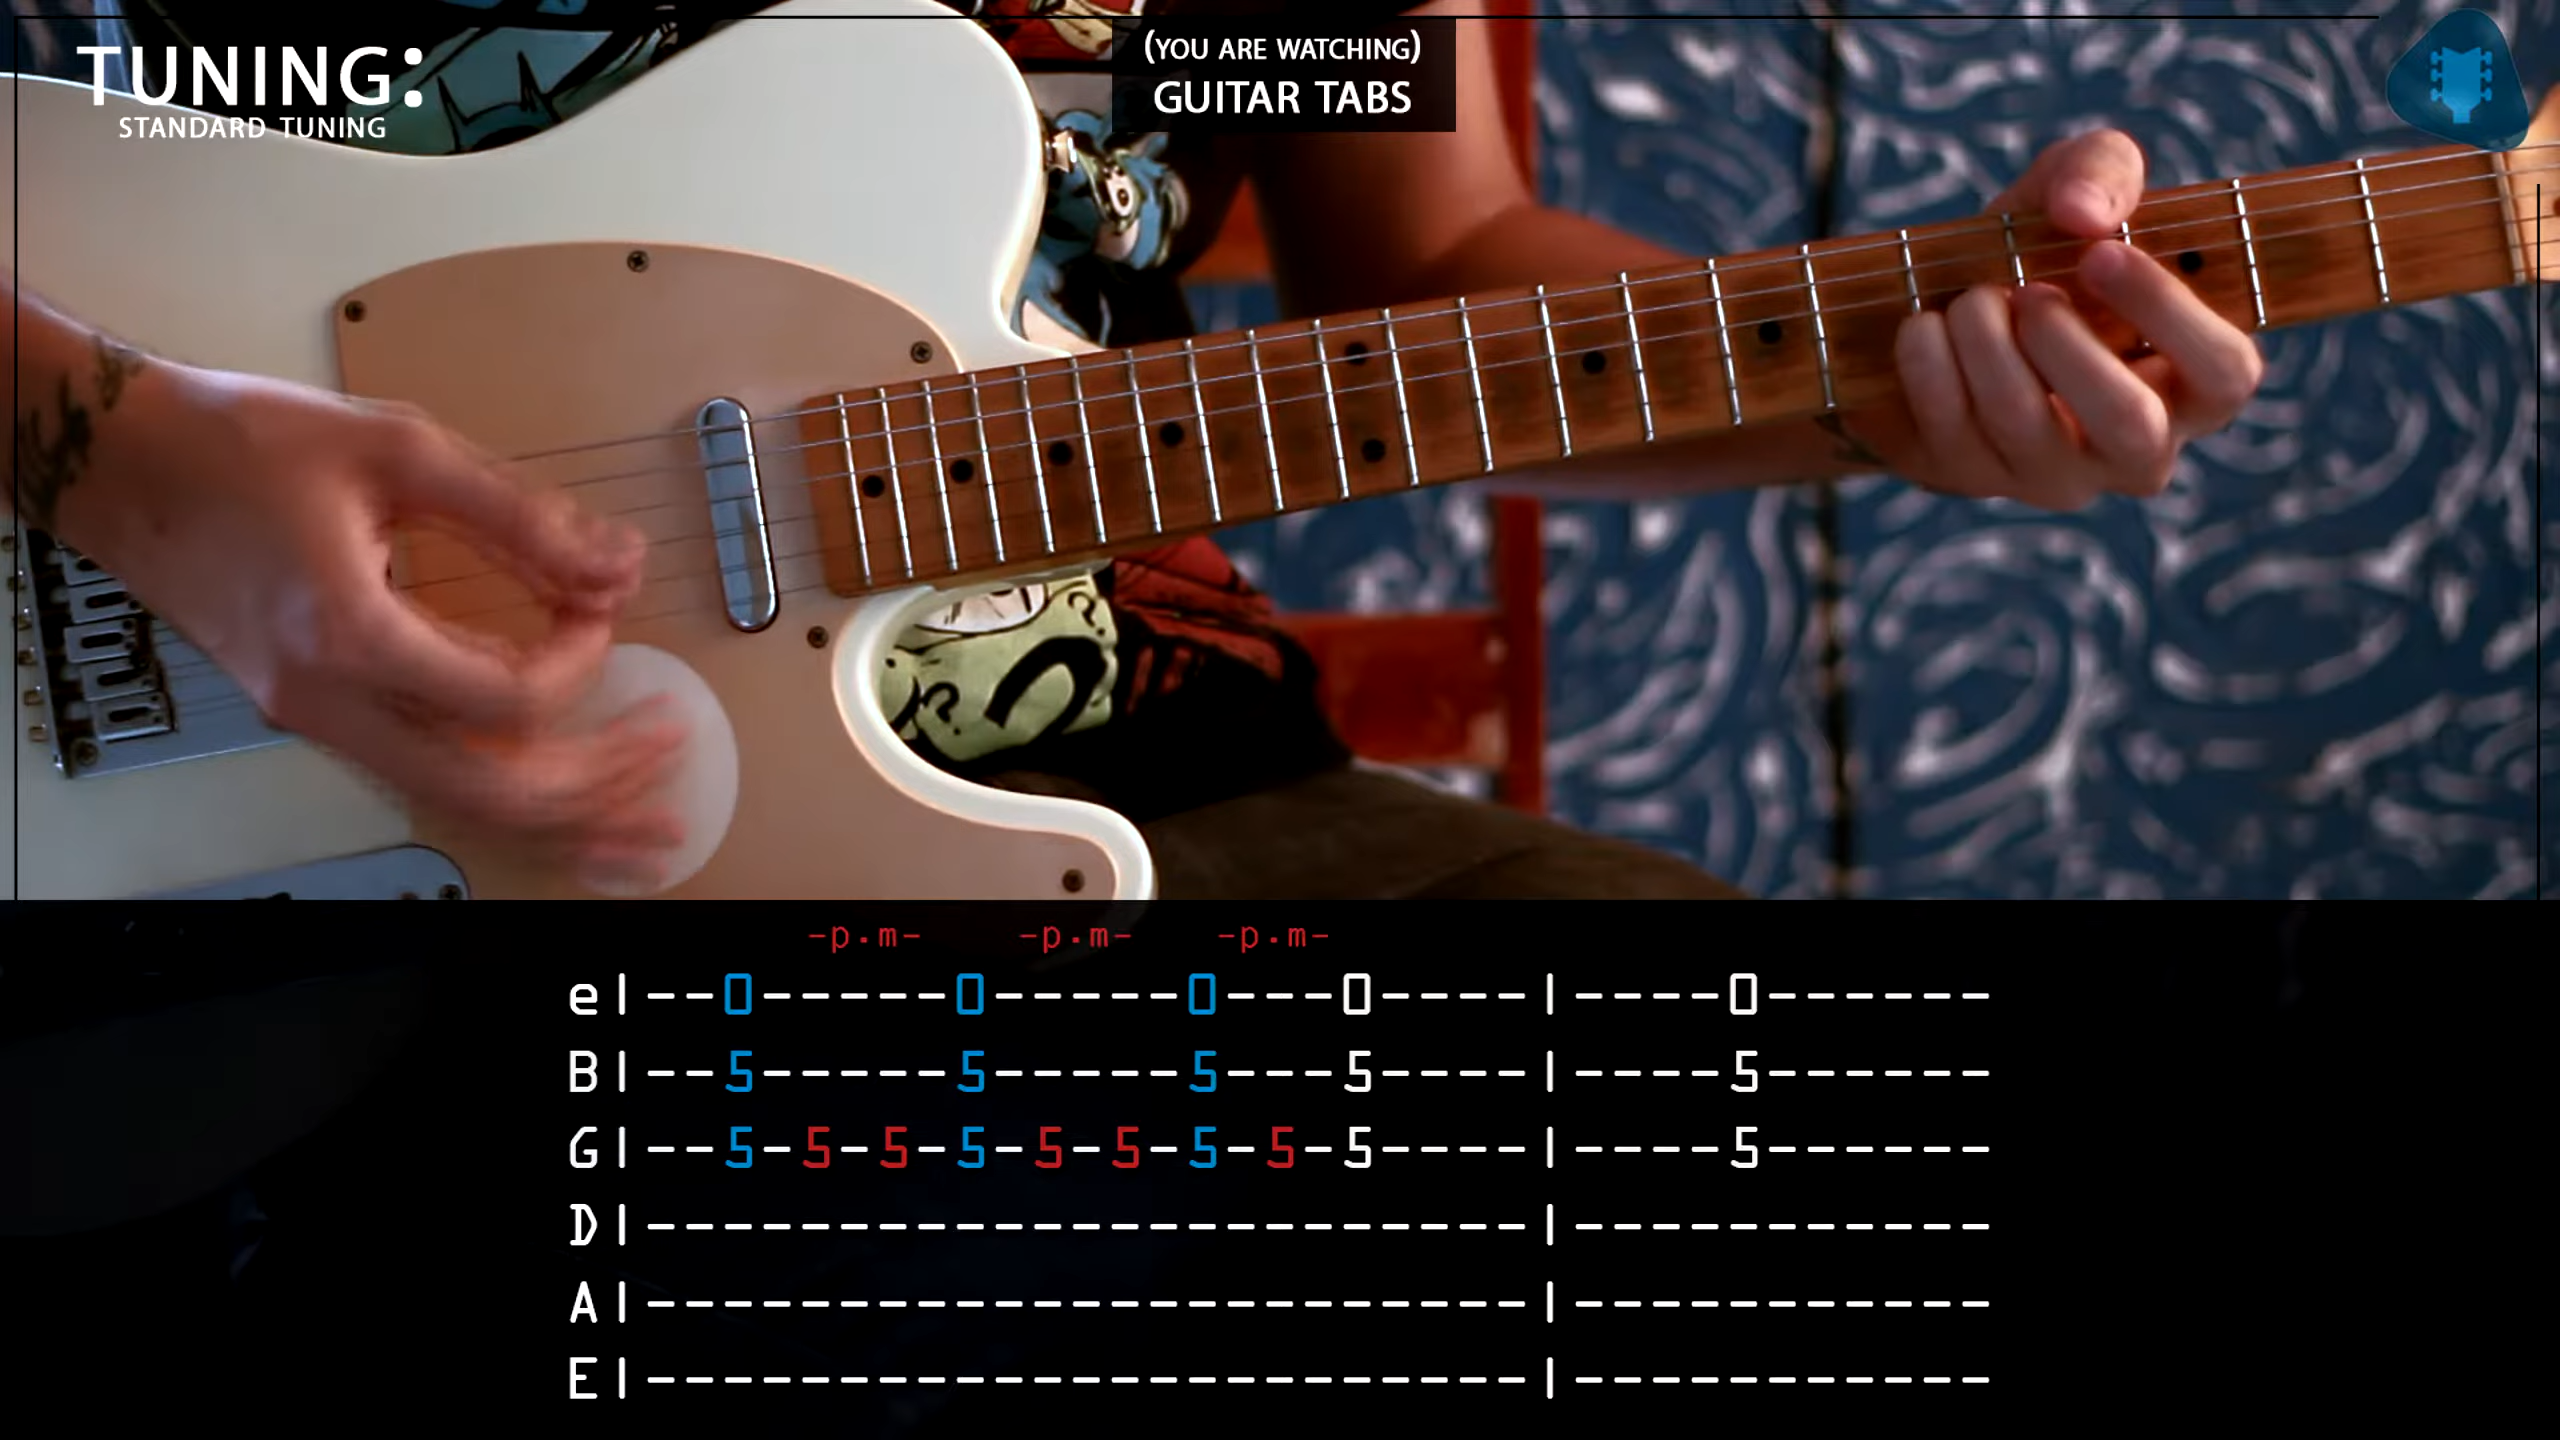 TUNING:
STANDARD TUNING
(YOU ARE WATCHING)
GUITAR TABS
-p.m- -p.m- -p.m-
e|--0-----0-----0---0----|----0------
B|--5-----5-----5---5----|----5------
G|--5-5-5-5-5-5-5-5-5----|----5------
D|-----------------------|-----------
A|-----------------------|-----------
E|-----------------------|-----------